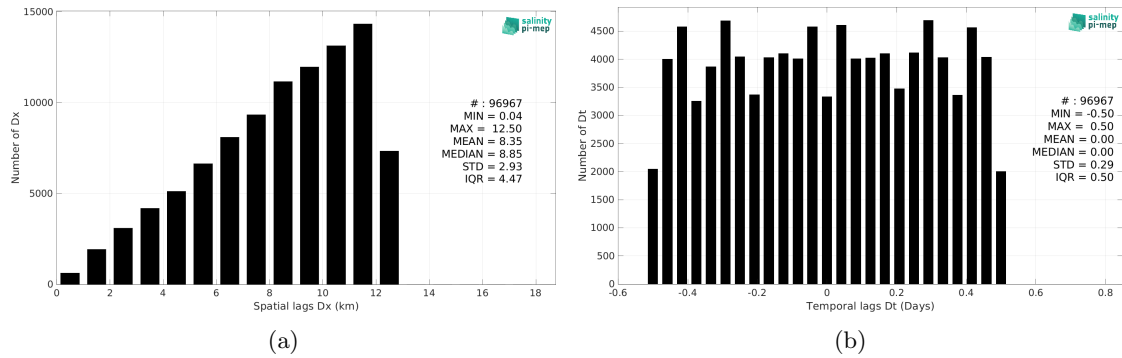 15000
10000
5000
0
Number of Dx
0 2 4 6 8 10 12 14 16 18
Spatial lags Dx (km)
salinity
pi-mep
# : 96967
MIN = 0.04
MAX = 12.50
MEAN = 8.35
MEDIAN = 8.85
STD = 2.93
IQR = 4.47
(a)
4500
4000
3500
3000
2500
2000
1500
1000
500
0
Number of Dt
-0.6 -0.4 -0.2 0 0.2 0.4 0.6 0.8
Temporal lags Dt (Days)
salinity
pi-mep
# : 96967
MIN = -0.50
MAX = 0.50
MEAN = 0.00
MEDIAN = 0.00
STD = 0.29
IQR = 0.50
(b)